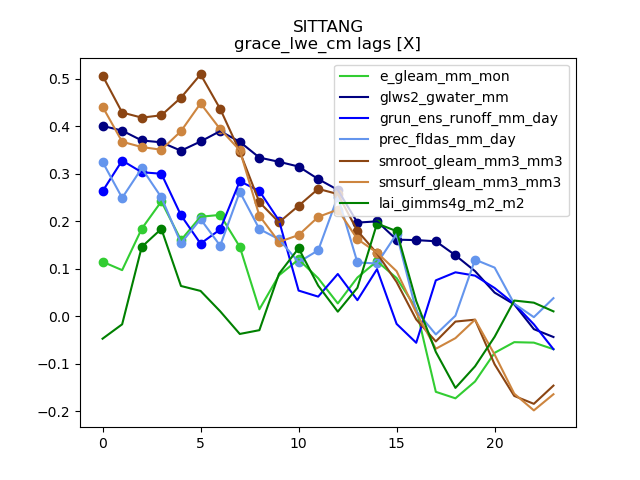 SITTANG
grace_lwe_cm lags [X]
e_gleam_mm_mon
glws2_gwater_mm
grun_ens_runoff_mm_day
prec_fldas_mm_day
smroot_gleam_mm3_mm3
smsurf_gleam_mm3_mm3
lai_gimms4g_m2_m2
0.5
0.4
0.3
0.2
0.1
0.0
−0.1
−0.2
0 5 10 15 20